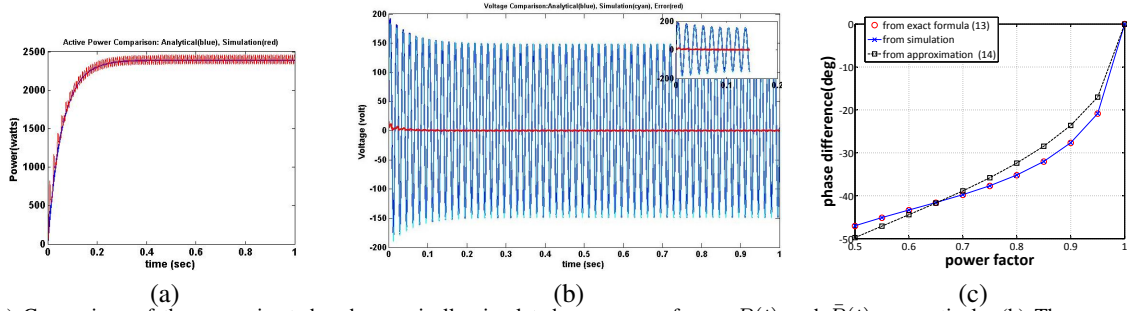 Active Power Comparison: Analytical(blue), Simulation(red)
2500
2000
1500
1000
500
0
Power(watts)
0 0.2 0.4 0.6 0.8 1
time (sec)
(a)
Voltage Comparison:Analytical(blue), Simulation(cyan), Error(red)
200
150
100
50
0
-50
-100
-150
-200
Voltage (volt)
0 0.1 0.2 0.3 0.4 0.5 0.6 0.7 0.8 0.9 1
time (sec)
200
0
-200
0 0.1 0.2
(b)
from exact formula (13)
from simulation
from approximation (14)
0
-10
-20
-30
-40
-50
phase difference(deg)
0.5 0.6 0.7 0.8 0.9 1
power factor
(c)